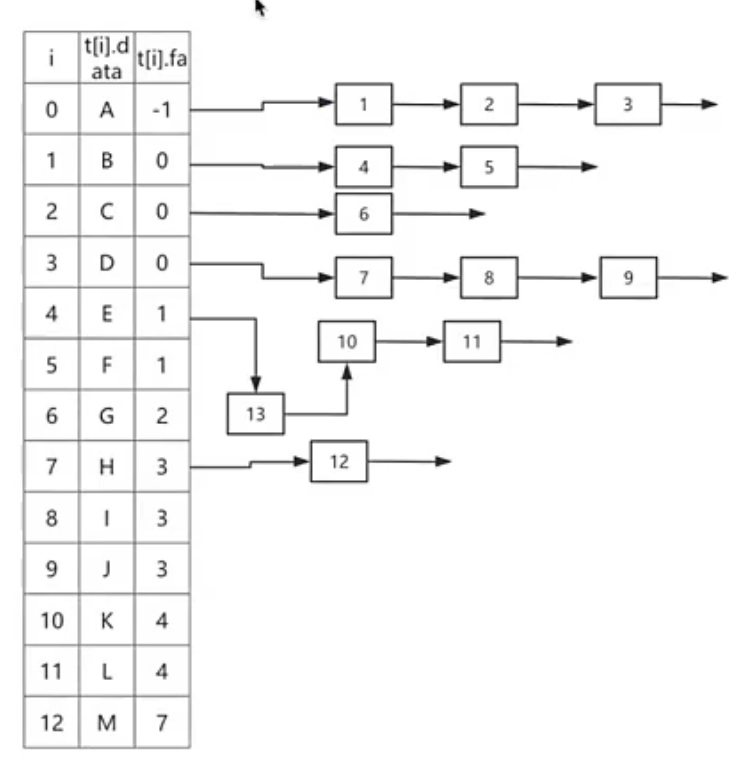 i t[i].data t[i].fa
0 A -1 1 2 3
1 B 0 4 5
2 C 0 6
3 D 0 7 8 9
4 E 1
10 11
5 F 1
13
6 G 2
7 H 3 12
8 I 3
9 J 3
10 K 4
11 L 4
12 M 7